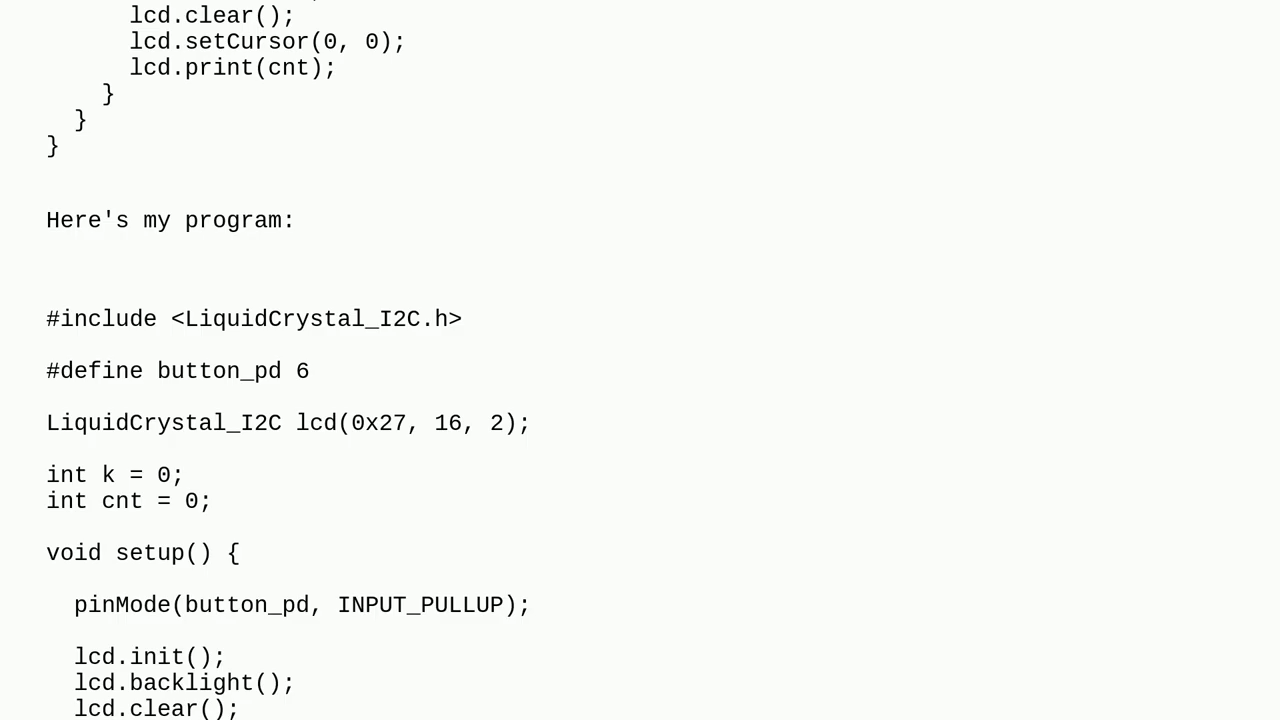 lcd.clear();
lcd.setCursor(0, 0);
lcd.print(cnt);
}
}
}
Here's my program:
#include <LiquidCrystal_I2C.h>
#define button_pd 6
LiquidCrystal_I2C lcd(0x27, 16, 2);
int k = 0;
int cnt = 0;
void setup() {
pinMode(button_pd, INPUT_PULLUP);
lcd.init();
lcd.backlight();
lcd.clear();